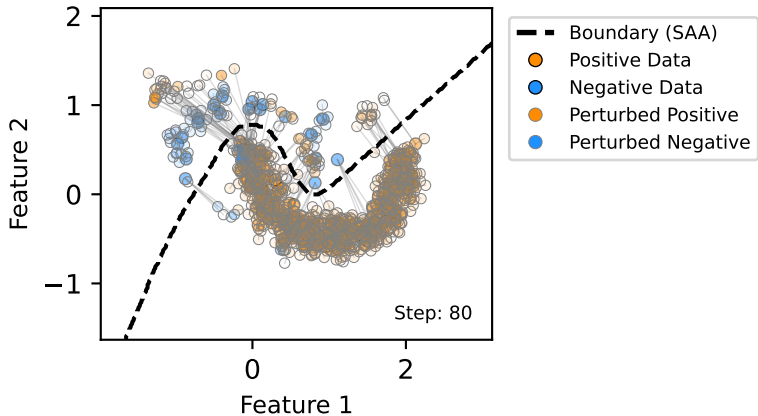 2
1
0
−1
0
2
Feature 2
Feature 1
Step: 80
Boundary (SAA)
Positive Data
Negative Data
Perturbed Positive
Perturbed Negative